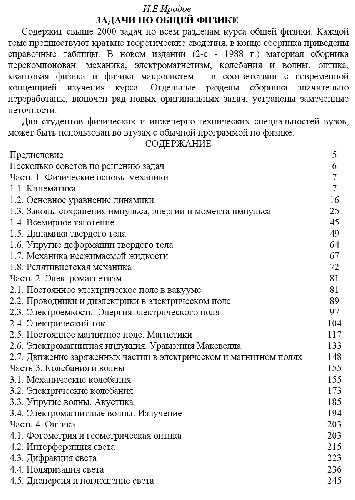 И.Е Иродов
ЗАДАЧИ ПО ОБЩЕЙ ФИЗИКЕ
Содержит свыше 2000 задач по всем разделам курса общей физики. Каждой
теме предшествуют краткие теоретические сведения, в конце сборника приведены
справочные таблицы. В новом издании (2-е - 1988 г.) материал сборника
перекомпонован: механика, электромагнетизм, колебания и волны, оптика,
квантовая физика и физика макросистем - в соответствии с современной
концепцией изучения курса. Отдельные разделы сборника значительно
переработаны, включен ряд новых оригинальных задач, устранены замеченные
неточности.
Для студентов физических и инженерно-технических специальностей вузов,
может быть использован во втузах с обычной программой по физике.
СОДЕРЖАНИЕ
Предисловие 5
Несколько советов по решению задач 6
Часть 1. Физические основы механики 7
1.1. Кинематика 7
1.2. Основное уравнение динамики 16
1.3. Законы сохранения импульса, энергии и момента импульса 25
1.4. Всемирное тяготение 45
1.5. Динамика твердого тела 49
1.6. Упругие деформации твердого тела 64
1.7. Механика несжимаемой жидкости 67
1.8. Релятивистская механика 72
Часть 2. Электромагнетизм 81
2.1. Постоянное электрическое поле в вакууме 81
2.2. Проводники и диэлектрики в электрическом поле 89
2.3. Электроемкость. Энергия электрического поля 97
2.4. Электрический ток 104
2.5. Постоянное магнитное поле. Магнетики 117
2.6. Электромагнитная индукция. Уравнения Максвелла 133
2.7. Движение заряженных частиц в электрическом и магнитном полях 148
Часть 3. Колебания и волны 155
3.1. Механические колебания 155
3.2. Электрические колебания 173
3.3. Упругие волны. Акустика 185
3.4. Электромагнитные волны. Излучение 194
Часть 4. Оптика 203
4.1. Фотометрия и геометрическая оптика 203
4.2. Интерференция света 215
4.3. Дифракция света 223
4.4. Поляризация света 236
4.5. Дисперсия и поглощение света 245